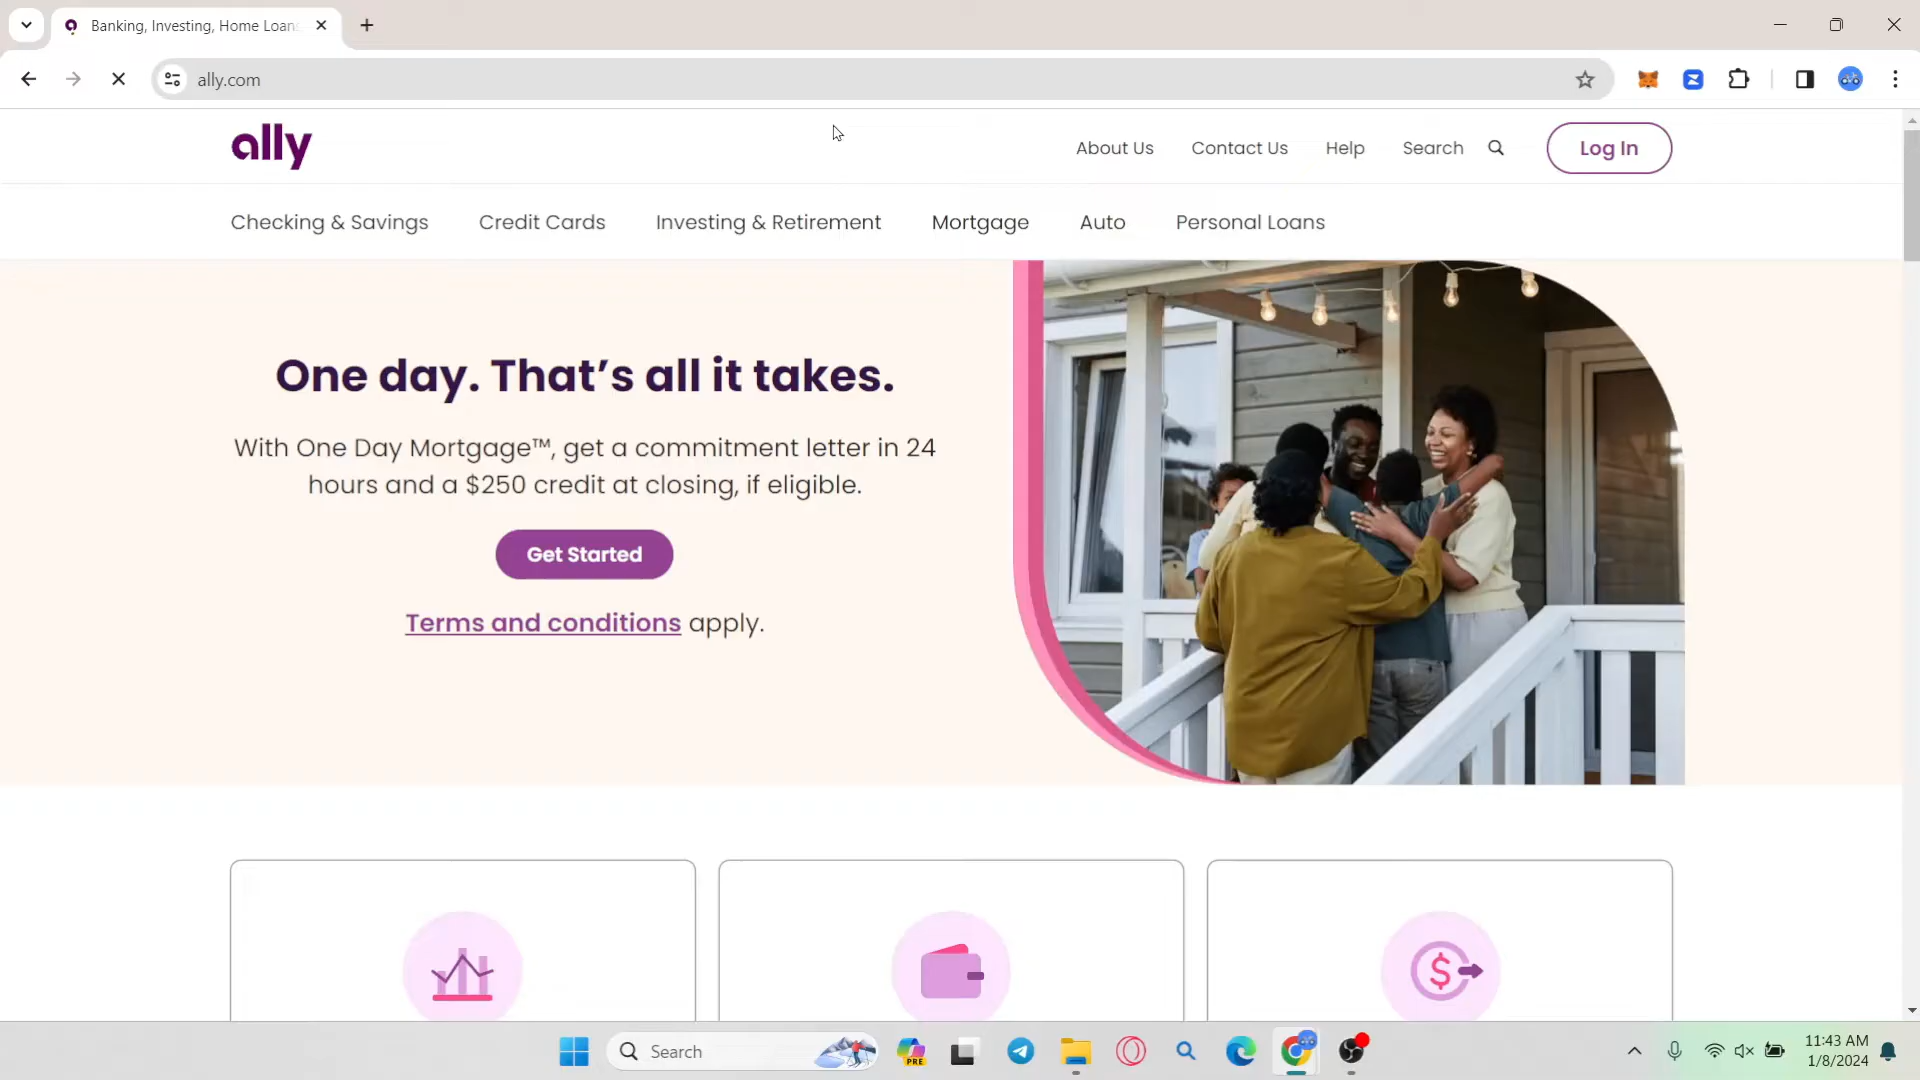 Banking, Investing, Home Loans
ally.com
ally
About Us
Contact Us
Help
Search
Log In
Checking & Savings
Credit Cards
Investing & Retirement
Mortgage
Auto
Personal Loans
One day. That's all it takes.
With One Day Mortgage™, get a commitment letter in 24
hours and a $250 credit at closing, if eligible.
Get Started
Terms and conditions apply.
$
Search
PRE
11:43 AM
1/8/2024